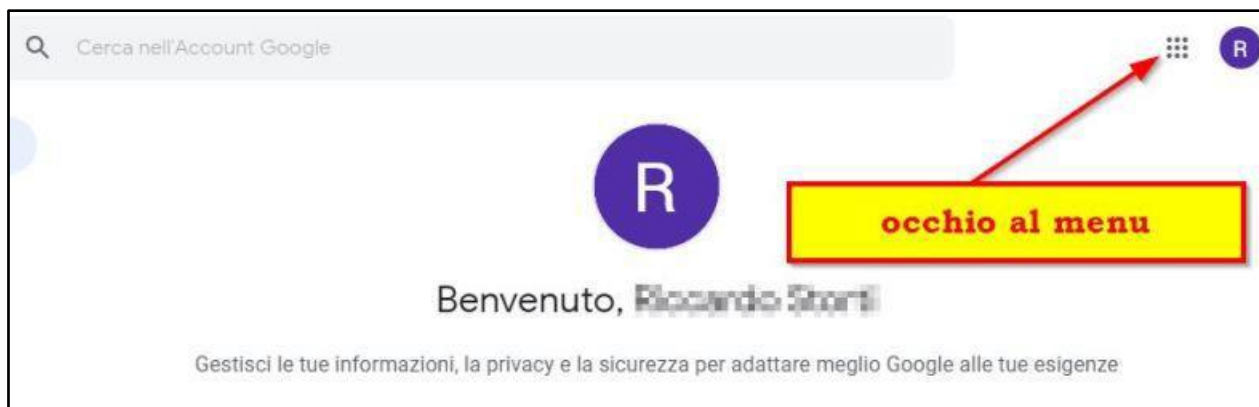 Cerca nell'Account Google
R
R
occhio al menu
Benvenuto,
Gestisci le tue informazioni, la privacy e la sicurezza per adattare meglio Google alle tue esigenze